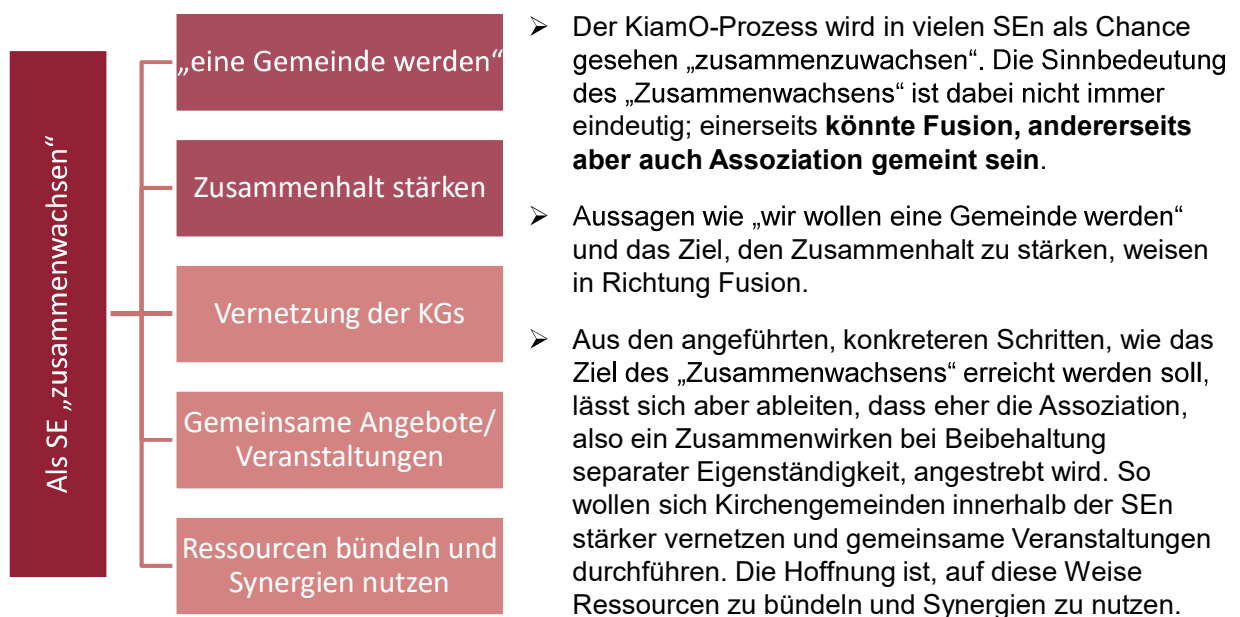 Als SE „zusammenwachsen“
„eine Gemeinde werden“
Zusammenhalt stärken
Vernetzung der KGs
Gemeinsame Angebote/
Veranstaltungen
Ressourcen bündeln und
Synergien nutzen
➢ Der KiamO-Prozess wird in vielen SEn als Chance
gesehen „zusammenzuwachsen“. Die Sinnbedeutung
des „Zusammenwachsens“ ist dabei nicht immer
eindeutig; einerseits könnte Fusion, andererseits
aber auch Assoziation gemeint sein.
➢ Aussagen wie „wir wollen eine Gemeinde werden“
und das Ziel, den Zusammenhalt zu stärken, weisen
in Richtung Fusion.
➢ Aus den angeführten, konkreteren Schritten, wie das
Ziel des „Zusammenwachsens“ erreicht werden soll,
lässt sich aber ableiten, dass eher die Assoziation,
also ein Zusammenwirken bei Beibehaltung
separater Eigenständigkeit, angestrebt wird. So
wollen sich Kirchengemeinden innerhalb der SEn
stärker vernetzen und gemeinsame Veranstaltungen
durchführen. Die Hoffnung ist, auf diese Weise
Ressourcen zu bündeln und Synergien zu nutzen.